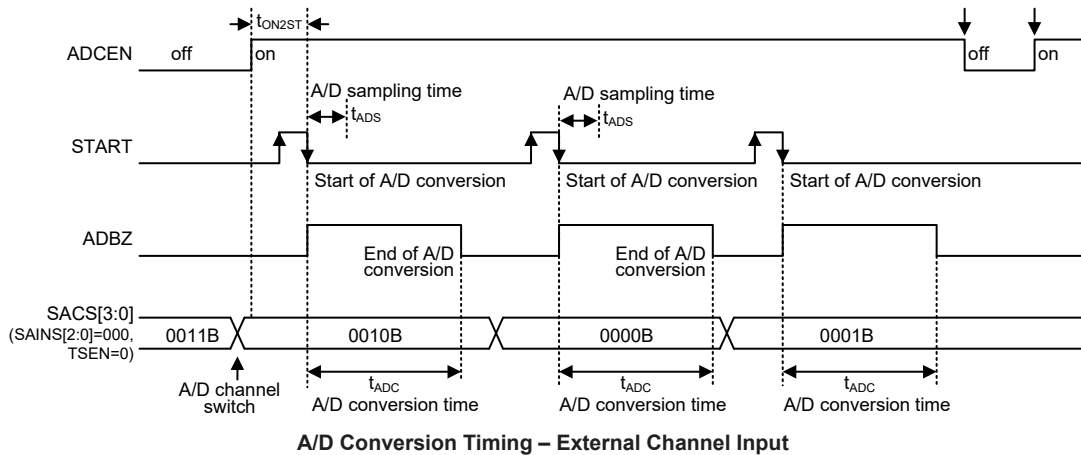 tON2ST
ADCEN off on off on
A/D sampling time A/D sampling time
tADS tADS
START
Start of A/D conversion Start of A/D conversion Start of A/D conversion
ADBZ
End of A/D conversion End of A/D conversion
SACS[3:0]
(SAINS[2:0]=000,
TSEN=0)
0011B 0010B 0000B 0001B
A/D channel
switch
tADC tADC tADC
A/D conversion time A/D conversion time A/D conversion time
A/D Conversion Timing – External Channel Input